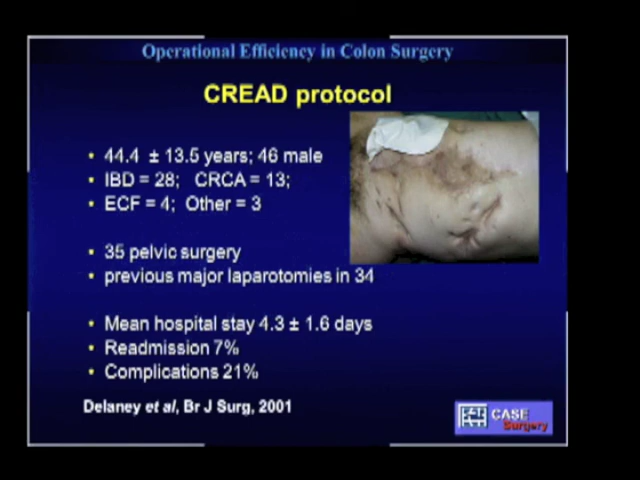 Operational Efficiency in Colon Surgery
CREAD protocol
• 44.4 ± 13.5 years; 46 male
• IBD = 28; CRCA = 13;
• ECF = 4; Other = 3
• 35 pelvic surgery
• previous major laparotomies in 34
• Mean hospital stay 4.3 ± 1.6 days
• Readmission 7%
• Complications 21%
Delaney et al, Br J Surg, 2001
CASE
Surgery